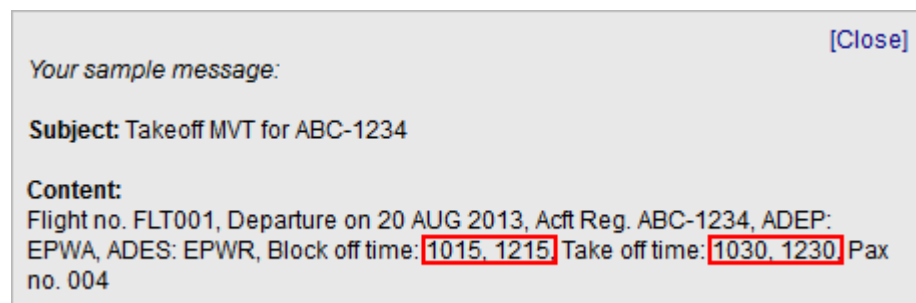 [Close]
Your sample message:
Subject: Takeoff MVT for ABC-1234
Content:
Flight no. FLT001, Departure on 20 AUG 2013, Acft Reg. ABC-1234, ADEP:
EPWA, ADES: EPWR, Block off time: 1015, 1215, Take off time: 1030, 1230, Pax
no. 004